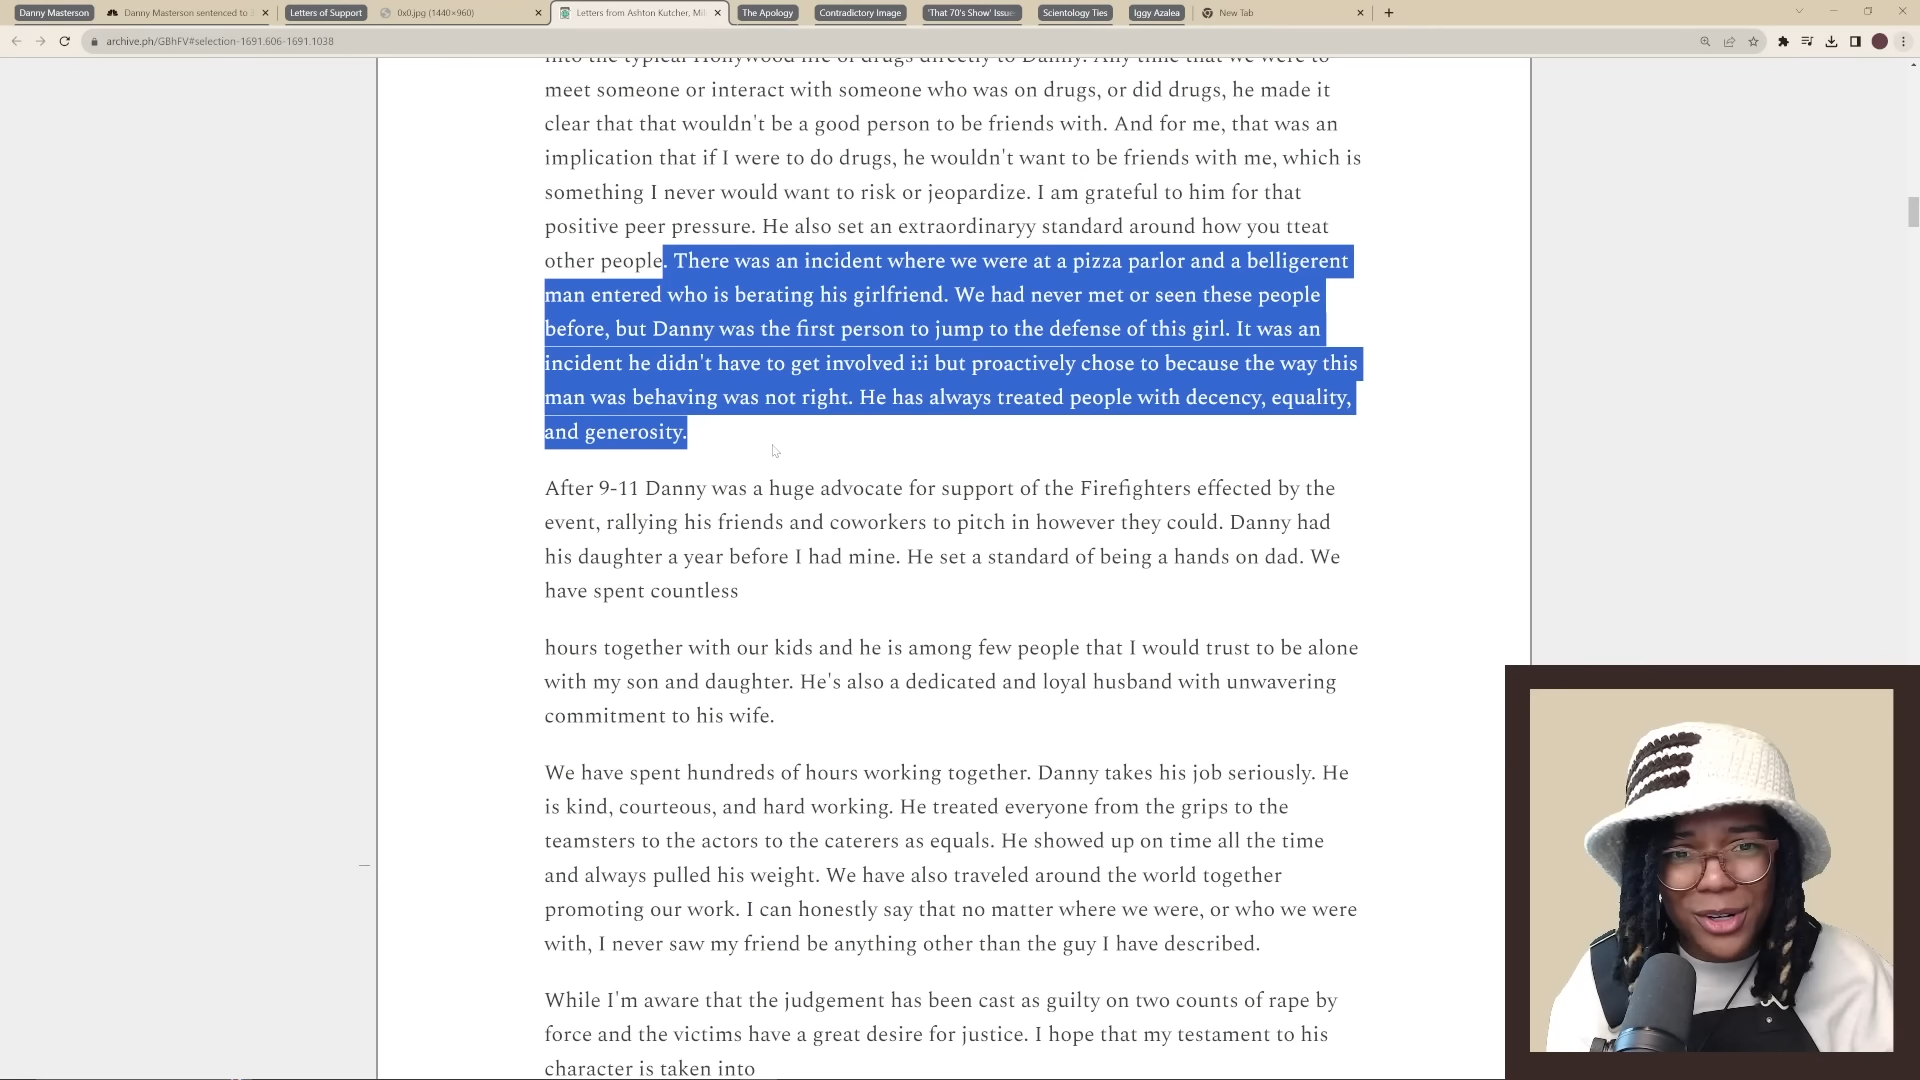 Danny Masterson
Danny Masterson sentenced to 3
Letters of Support
0x0.jpg (1440×960)
Letters from Ashton Kutcher, Mil
The Apology
Contradictory Image
'That 70's Show' Issue
Scientology Ties
Iggy Azalea
New Tab
archive.ph/GBhFV#selection-1691.606-1691.1038
into the typical Hollywood life of drugs directly to Danny. Any time that we were to
meet someone or interact with someone who was on drugs, or did drugs, he made it
clear that that wouldn't be a good person to be friends with. And for me, that was an
implication that if I were to do drugs, he wouldn't want to be friends with me, which is
something I never would want to risk or jeopardize. I am grateful to him for that
positive peer pressure. He also set an extraordinaryy standard around how you tteat
other people. There was an incident where we were at a pizza parlor and a belligerent
man entered who is berating his girlfriend. We had never met or seen these people
before, but Danny was the first person to jump to the defense of this girl. It was an
incident he didn't have to get involved i:i but proactively chose to because the way this
man was behaving was not right. He has always treated people with decency, equality,
and generosity.
After 9-11 Danny was a huge advocate for support of the Firefighters effected by the
event, rallying his friends and coworkers to pitch in however they could. Danny had
his daughter a year before I had mine. He set a standard of being a hands on dad. We
have spent countless
hours together with our kids and he is among few people that I would trust to be alone
with my son and daughter. He's also a dedicated and loyal husband with unwavering
commitment to his wife.
We have spent hundreds of hours working together. Danny takes his job seriously. He
is kind, courteous, and hard working. He treated everyone from the grips to the
teamsters to the actors to the caterers as equals. He showed up on time all the time
and always pulled his weight. We have also traveled around the world together
promoting our work. I can honestly say that no matter where we were, or who we were
with, I never saw my friend be anything other than the guy I have described.
While I'm aware that the judgement has been cast as guilty on two counts of rape by
force and the victims have a great desire for justice. I hope that my testament to his
character is taken into